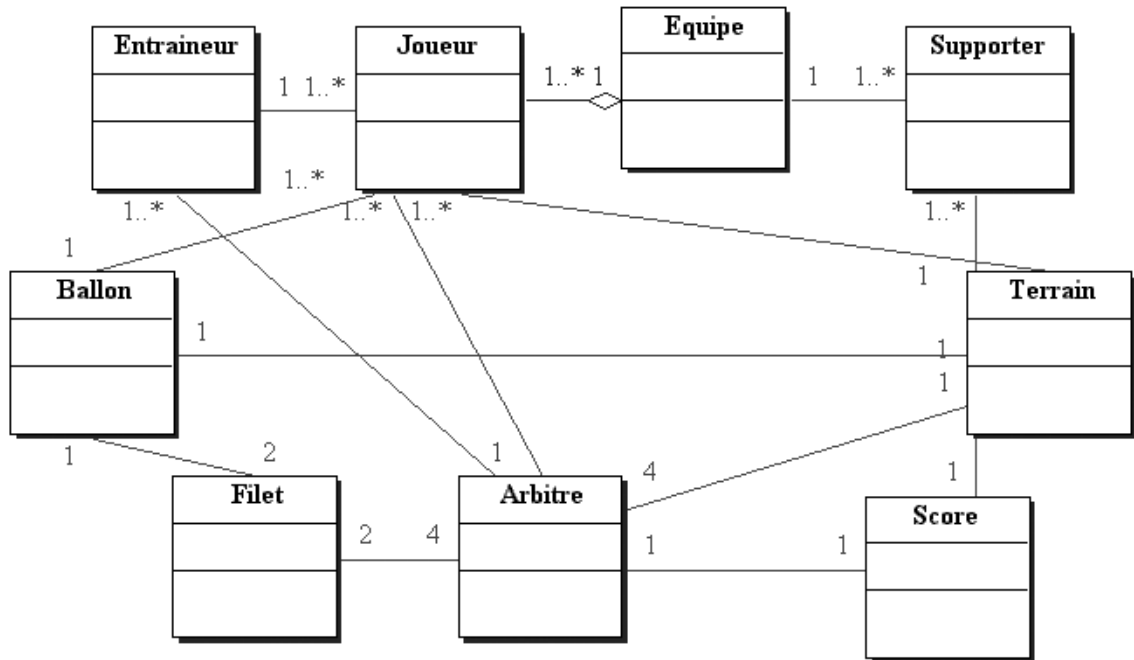 Entraineur
Joueur
Equipe
Supporter
1 1..*
1..* 1
1 1..*
1..*
1..*
1..*
1..*
1..*
1
1
Ballon
Terrain
1
1
1
1
2
1
4
1
Filet
Arbitre
Score
2 4
1 1